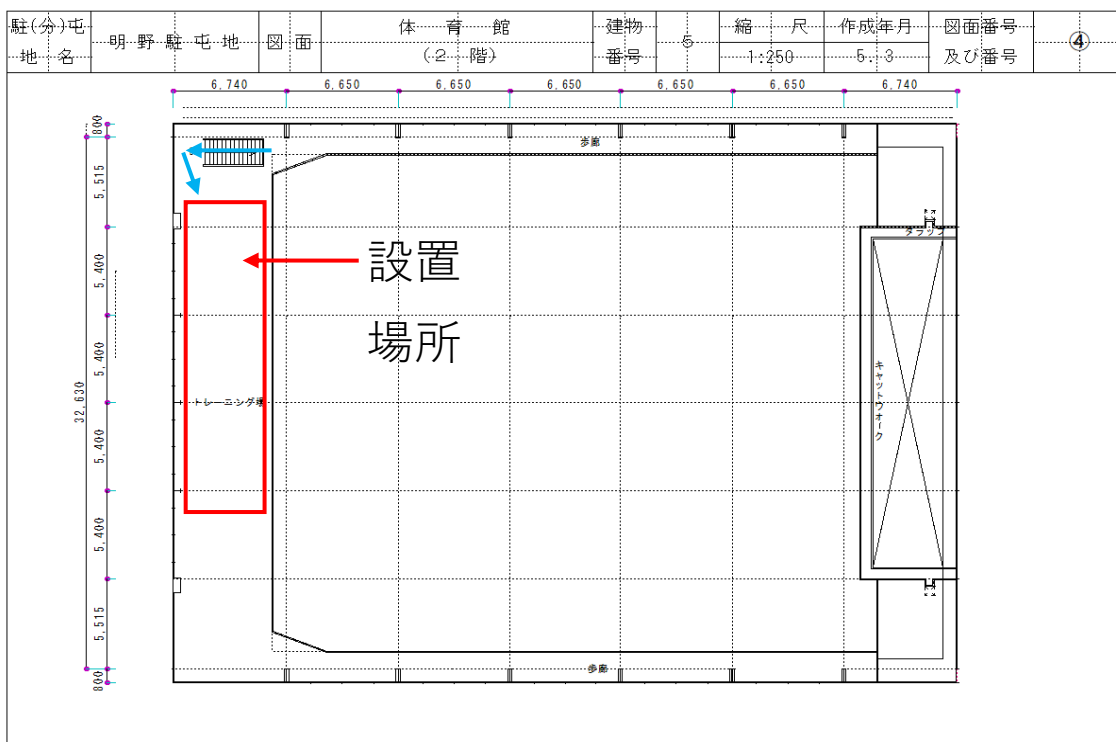 駐(分)屯地名
明野駐屯地
図面
体育館
(2階)
建物番号
5
縮尺
1:250
作成年月
5.3
図面番号及び番号
④
6,740 6,650 6,650 6,650 6,650 6,650 6,740
800
5,515
5,400
5,400
5,400
5,400
5,515
800
32,630
歩廊
設置
場所
トレーニング場
タラップ
キャットウォーク
歩廊